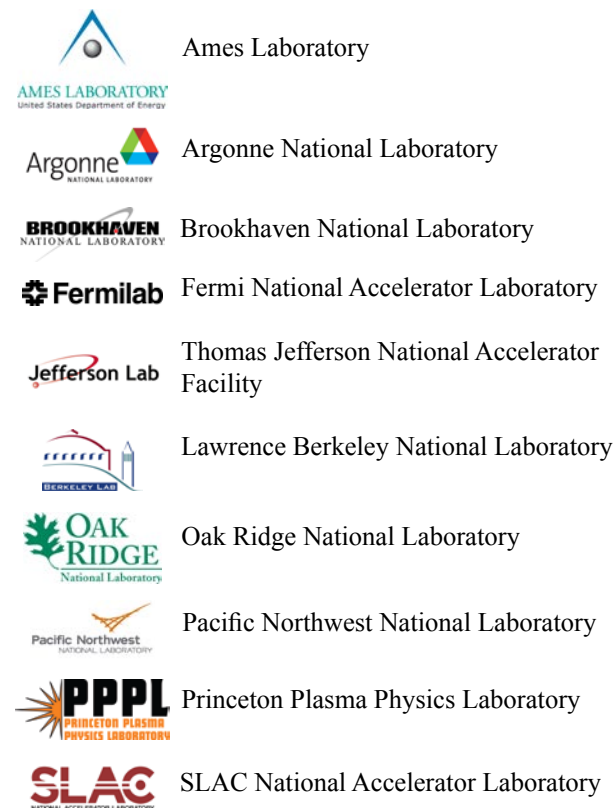 Ames Laboratory
AMES LABORATORY
United States Department of Energy
Argonne National Laboratory
Argonne
NATIONAL LABORATORY
BROOKHAVEN
NATIONAL LABORATORY
Brookhaven National Laboratory
Fermilab
Fermi National Accelerator Laboratory
Jefferson Lab
Thomas Jefferson National Accelerator
Facility
Lawrence Berkeley National Laboratory
BERKELEY LAB
OAK
RIDGE
National Laboratory
Oak Ridge National Laboratory
Pacific Northwest
NATIONAL LABORATORY
Pacific Northwest National Laboratory
PPPL
PRINCETON PLASMA
PHYSICS LABORATORY
Princeton Plasma Physics Laboratory
SLAC
NATIONAL ACCELERATOR LABORATORY
SLAC National Accelerator Laboratory